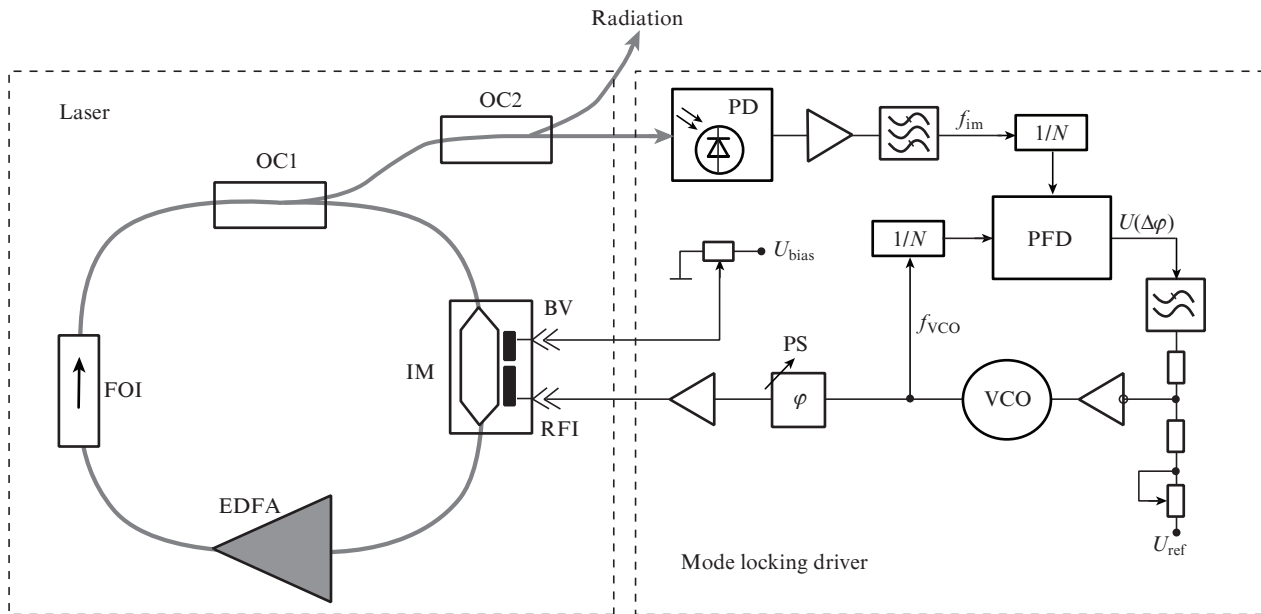 Radiation
Laser
OC2
PD
f_im
1/N
OC1
1/N
PFD
U(Δφ)
U_bias
BV
f_VCO
PS
IM
FOI
φ
VCO
RFI
EDFA
U_ref
Mode locking driver